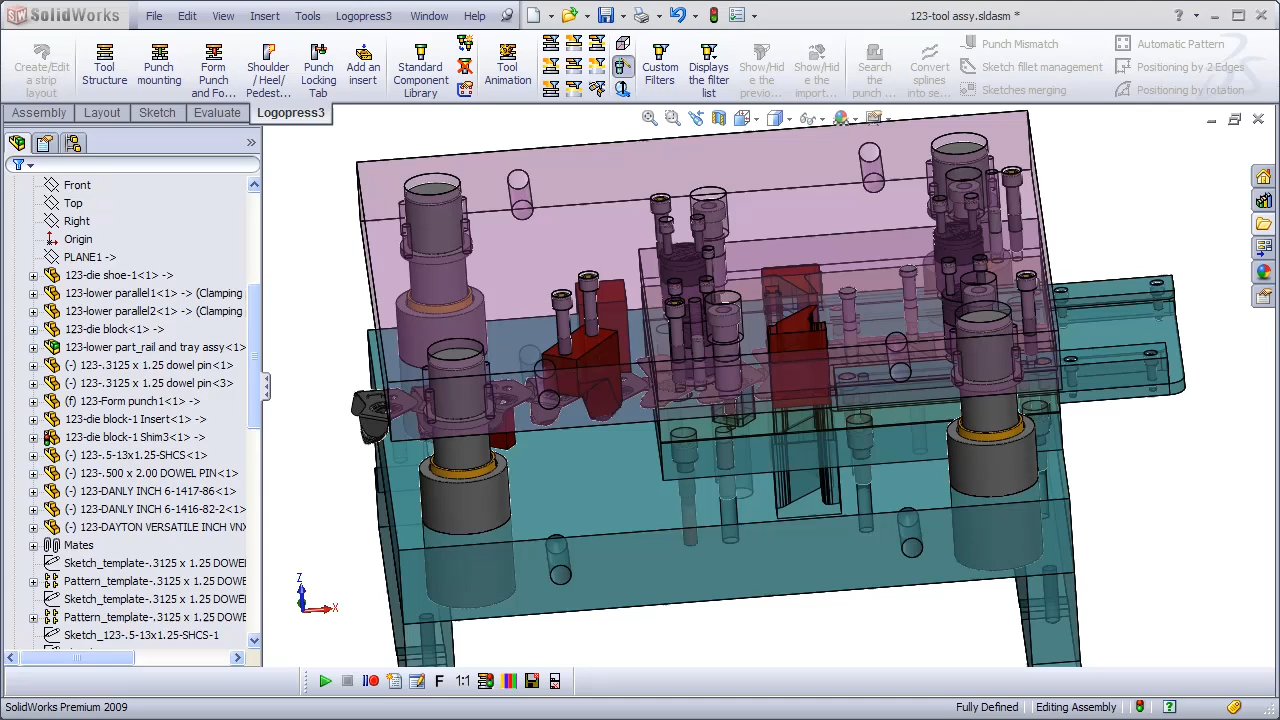 SolidWorks
File Edit View Insert Tools Logopress3 Window Help
123-tool assy.sldasm *
Create/Edit a strip layout
Tool Structure
Punch mounting
Form Punch and Fo...
Shoulder /Heel/ Pedest...
Punch Locking Tab
Add an insert
Standard Component Library
Tool Animation
Custom Filters
Displays the filter list
Show/Hide the previo...
Show/Hide the import...
Search the punch ...
Convert splines into se...
Punch Mismatch
Sketch fillet management
Sketches merging
Automatic Pattern
Positioning by 2 Edges
Positioning by rotation
Assembly Layout Sketch Evaluate Logopress3
Front
Top
Right
Origin
PLANE1 ->
123-die shoe-1<1> ->
123-lower parallel1<1> -> (Clamping
123-lower parallel2<1> -> (Clamping
123-die block<1> ->
123-lower part_rail and tray assy<1>
(-) 123-.3125 x 1.25 dowel pin<1>
(-) 123-.3125 x 1.25 dowel pin<3>
(f) 123-Form punch1<1> ->
123-die block-1 Insert<1> ->
123-die block-1 Shim3<1> ->
(-) 123-.5-13x1.25-SHCS<1>
(-) 123-.500 x 2.00 DOWEL PIN<1>
(-) 123-DANLY INCH 6-1417-86<1>
(-) 123-DANLY INCH 6-1416-82-2<1>
(-) 123-DAYTON VERSATILE INCH VNX
Mates
Sketch_template-.3125 x 1.25 DOWE
Pattern_template-.3125 x 1.25 DOWE
Sketch_template-.3125 x 1.25 DOWE
Pattern_template-.3125 x 1.25 DOWE
Sketch_123-.5-13x1.25-SHCS-1
Z
X
F 1:1
SolidWorks Premium 2009
Fully Defined Editing Assembly